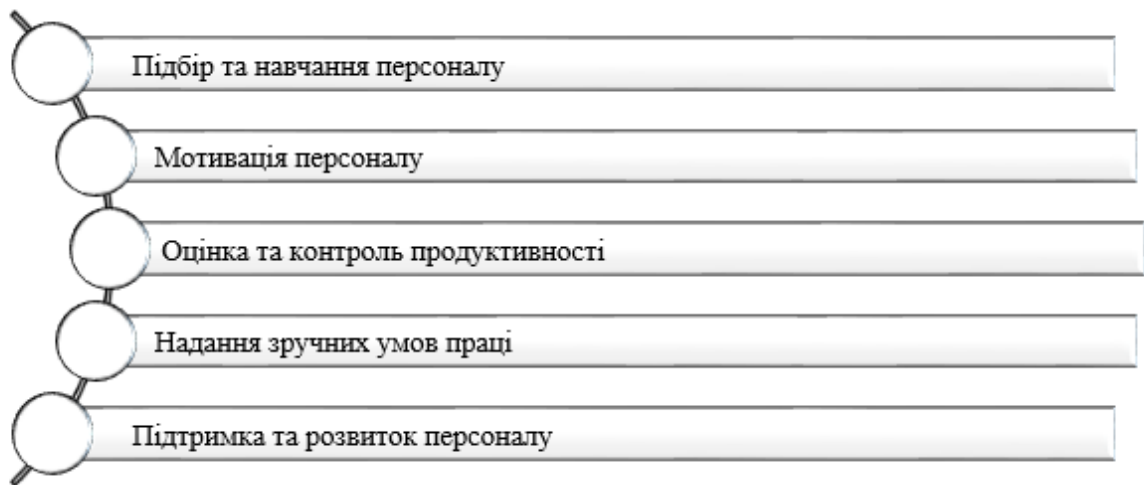 Підбір та навчання персоналу
Мотивація персоналу
Оцінка та контроль продуктивності
Надання зручних умов праці
Підтримка та розвиток персоналу